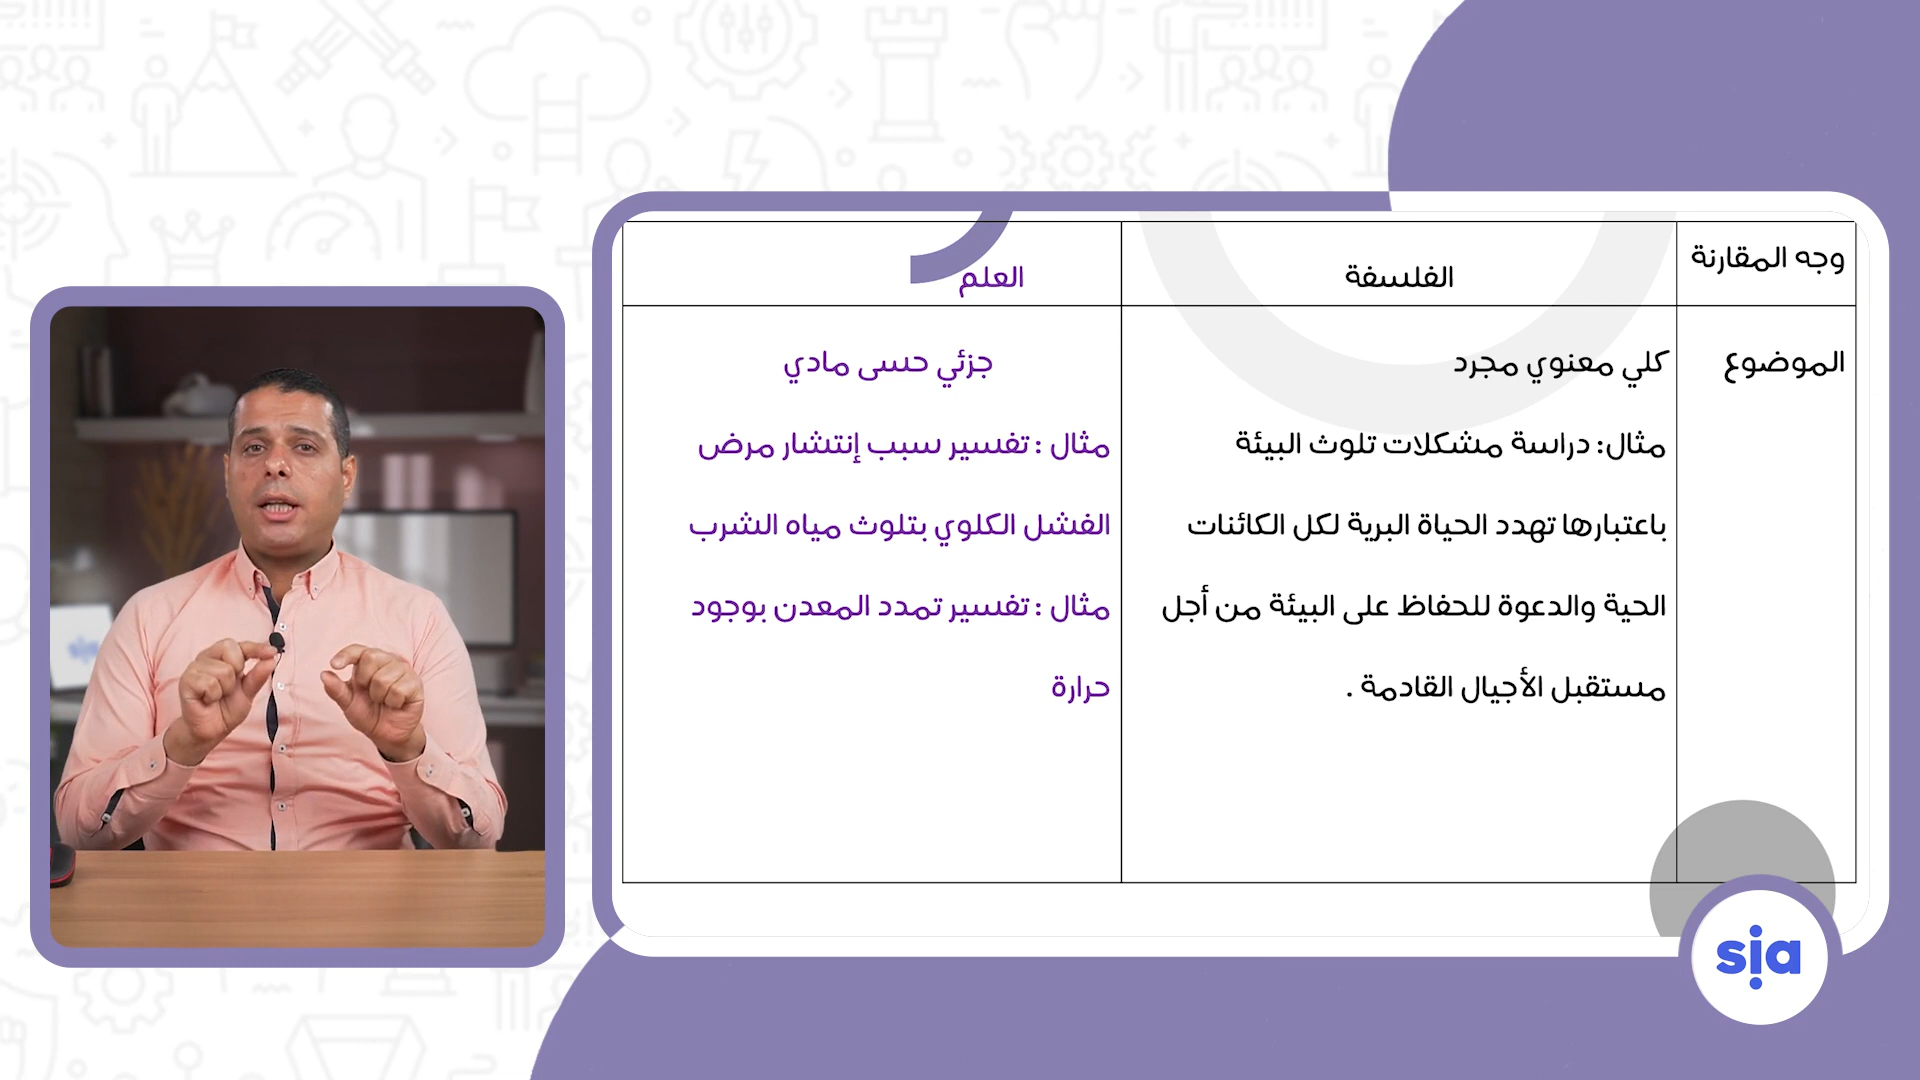 وجه المقارنة
الفلسفة
العلم
الموضوع
كلي معنوي مجرد
مثال: دراسة مشكلات تلوث البيئة
باعتبارها تهدد الحياة البرية لكل الكائنات
الحية والدعوة للحفاظ على البيئة من أجل
مستقبل الأجيال القادمة .
جزئي حسى مادي
مثال : تفسير سبب إنتشار مرض
الفشل الكلوي بتلوث مياه الشرب
مثال : تفسير تمدد المعدن بوجود
حرارة
sia
sia